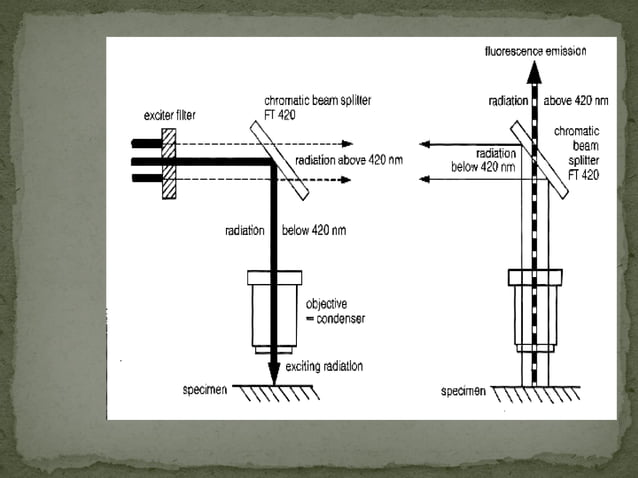 exciter filter
chromatic beam splitter
FT 420
radiation above 420 nm
radiation below 420 nm
objective
= condenser
exciting radiation
specimen
fluorescence emission
radiation above 420 nm
chromatic
beam
splitter
FT 420
radiation
below 420 nm
specimen